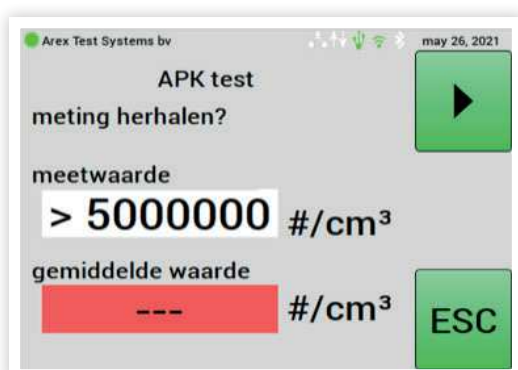 Arex Test Systems bv may 26, 2021
APK test
meting herhalen?
meetwaarde
> 5000000 #/cm³
gemiddelde waarde
--- #/cm³
ESC